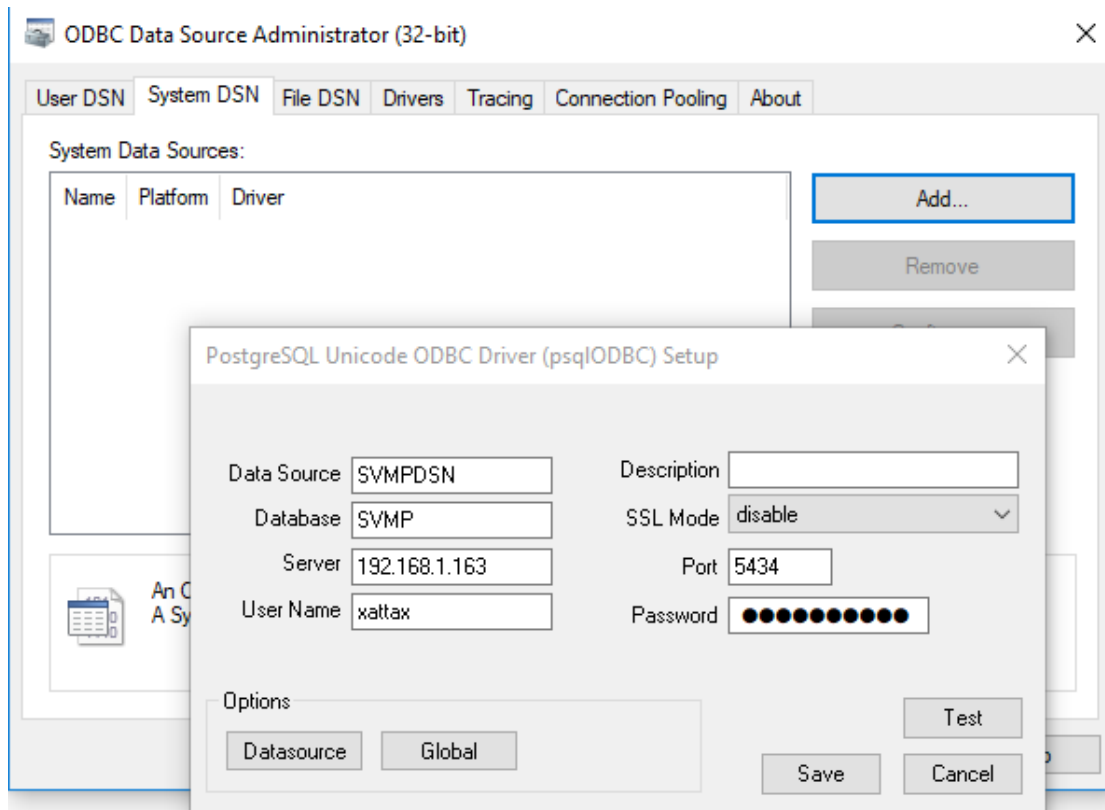 ODBC Data Source Administrator (32-bit)
User DSN System DSN File DSN Drivers Tracing Connection Pooling About
System Data Sources:
Name Platform Driver
Add...
Remove
PostgreSQL Unicode ODBC Driver (psqlODBC) Setup
Data Source SVMPDSN Description
Database SVMP SSL Mode disable
Server 192.168.1.163 Port 5434
User Name xattax Password ●●●●●●●●●●
An
A Sy
Options
Datasource Global
Test
Save Cancel